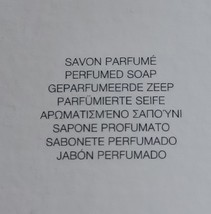 SAVON PARFUMÉ
PERFUMED SOAP
GEPARFUMEERDE ZEEP
PARFÜMIERTE SEIFE
ΑΡΩΜΑΤΙΣΜΈΝΟ ΣΑΠΟΎΝΙ
SAPONE PROFUMATO
SABONETE PERFUMADO
JABÓN PERFUMADO